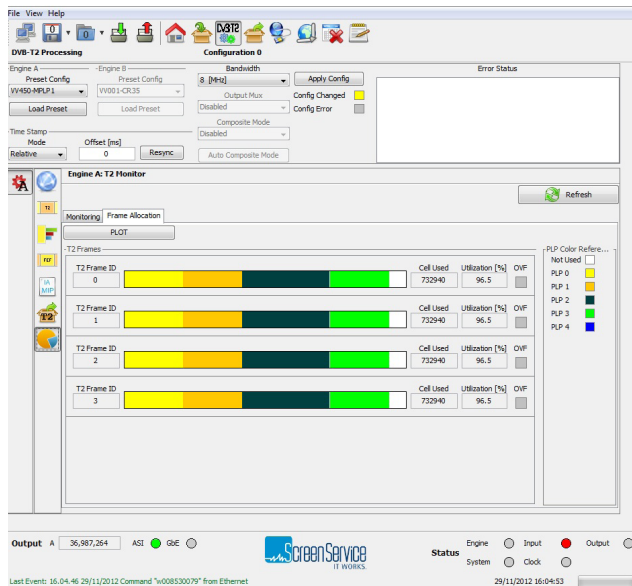 File View Help
DVB-T2 Processing
Configuration 0
Engine A
Engine B
Bandwidth
Error Status
Preset Config
Preset Config
8 [MHz]
Apply Config
VV450-MPLP1
VV001-CR35
Output Mux
Config Changed
Load Preset
Load Preset
Disabled
Config Error
Composite Mode
Time Stamp
Disabled
Mode
Offset [ms]
Relative
0
Resync
Auto Composite Mode
Engine A: T2 Monitor
Refresh
Monitoring
Frame Allocation
PLOT
T2 Frames
PLP Color Refere...
T2 Frame ID
Cell Used
Utilization [%]
OVF
Not Used
0
732940
96.5
PLP 0
PLP 1
T2 Frame ID
Cell Used
Utilization [%]
OVF
PLP 2
1
732940
96.5
PLP 3
PLP 4
T2 Frame ID
Cell Used
Utilization [%]
OVF
2
732940
96.5
T2 Frame ID
Cell Used
Utilization [%]
OVF
3
732940
96.5
Output A 36,987,264 ASI GbE
ScreenService
IT WORKS.
Status
Engine
Input
Output
System
Clock
Last Event: 16.04.46 29/11/2012 Command "w008530079" from Ethernet
29/11/2012 16:04:53